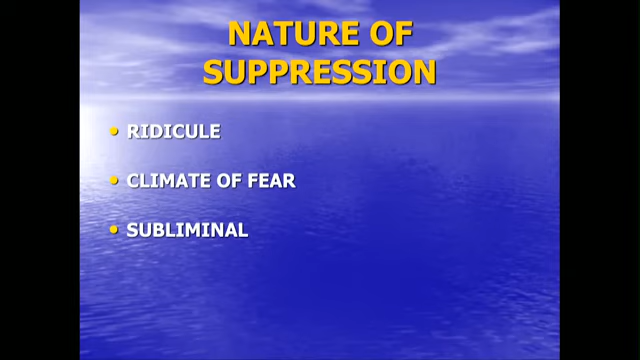 NATURE OF
SUPPRESSION
• RIDICULE
• CLIMATE OF FEAR
• SUBLIMINAL